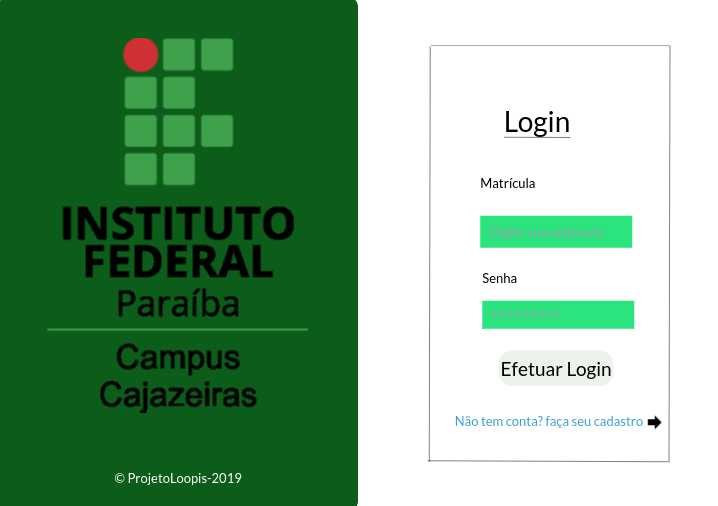 INSTITUTO
FEDERAL
Paraíba
Campus
Cajazeiras
© ProjetoLoopis-2019
Login
Matrícula
Digite sua matrícula
Senha
*********
Efetuar Login
Não tem conta? faça seu cadastro